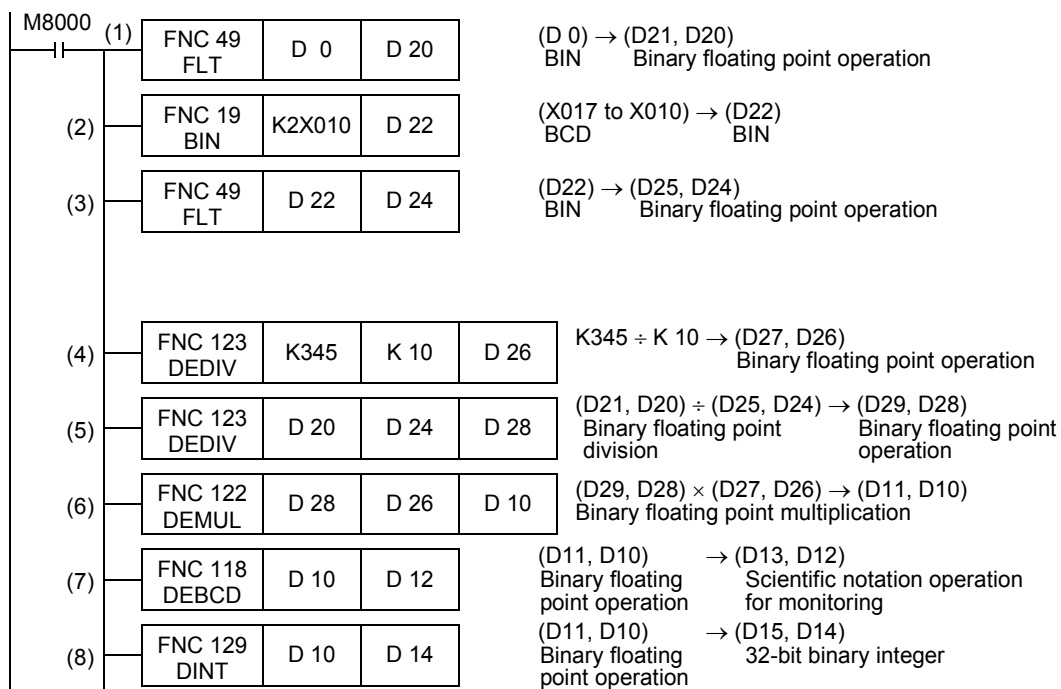 M8000
(1) FNC 49 FLT D 0 D 20 (D 0) → (D21, D20)
BIN Binary floating point operation
(2) FNC 19 BIN K2X010 D 22 (X017 to X010) → (D22)
BCD BIN
(3) FNC 49 FLT D 22 D 24 (D22) → (D25, D24)
BIN Binary floating point operation
(4) FNC 123 DEDIV K345 K 10 D 26 K345 ÷ K 10 → (D27, D26)
Binary floating point operation
(5) FNC 123 DEDIV D 20 D 24 D 28 (D21, D20) ÷ (D25, D24) → (D29, D28)
Binary floating point Binary floating point
division operation
(6) FNC 122 DEMUL D 28 D 26 D 10 (D29, D28) × (D27, D26) → (D11, D10)
Binary floating point multiplication
(7) FNC 118 DEBCD D 10 D 12 (D11, D10) → (D13, D12)
Binary floating Scientific notation operation
point operation for monitoring
(8) FNC 129 DINT D 10 D 14 (D11, D10) → (D15, D14)
Binary floating 32-bit binary integer
point operation